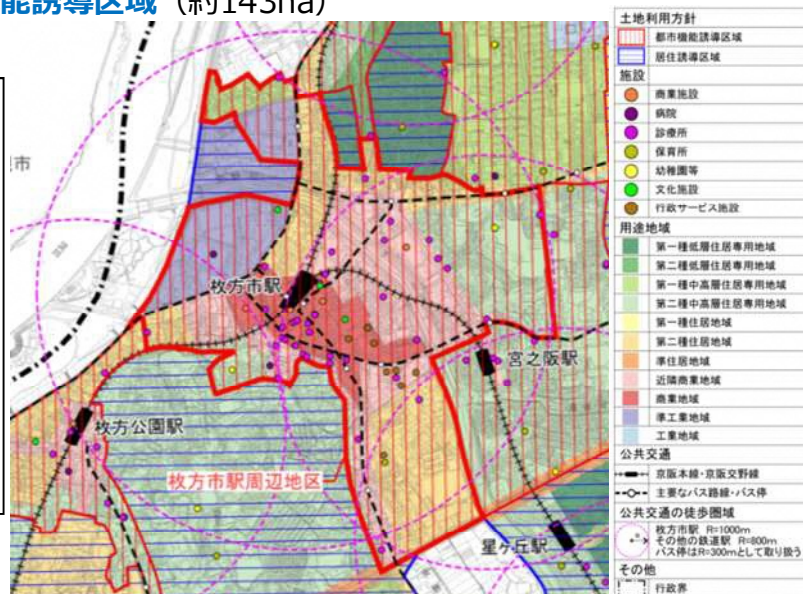 能誘導区域（約143ha）
市
枚方市駅
宮之阪駅
枚方公園駅
枚方市駅周辺地区
星ヶ丘駅
土地利用方針
都市機能誘導区域
居住誘導区域
施設
商業施設
病院
診療所
保育所
幼稚園等
文化施設
行政サービス施設
用途地域
第一種低層住居専用地域
第二種低層住居専用地域
第一種中高層住居専用地域
第二種中高層住居専用地域
第一種住居地域
第二種住居地域
準住居地域
近隣商業地域
商業地域
準工業地域
工業地域
公共交通
京阪本線・京阪交野線
主要なバス路線・バス停
公共交通の徒歩圏域
枚方市駅 R=1000m
その他の鉄道駅 R=800m
バス停はR=300mとして取り扱う
その他
行政界